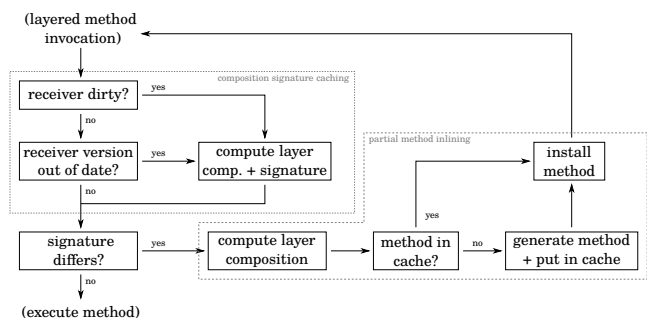 (layered method
invocation)
composition signature caching
receiver dirty?
yes
no
receiver version
out of date?
yes
compute layer
comp. + signature
no
partial method inlining
install
method
yes
signature
differs?
yes
compute layer
composition
method in
cache?
no
generate method
+ put in cache
no
(execute method)